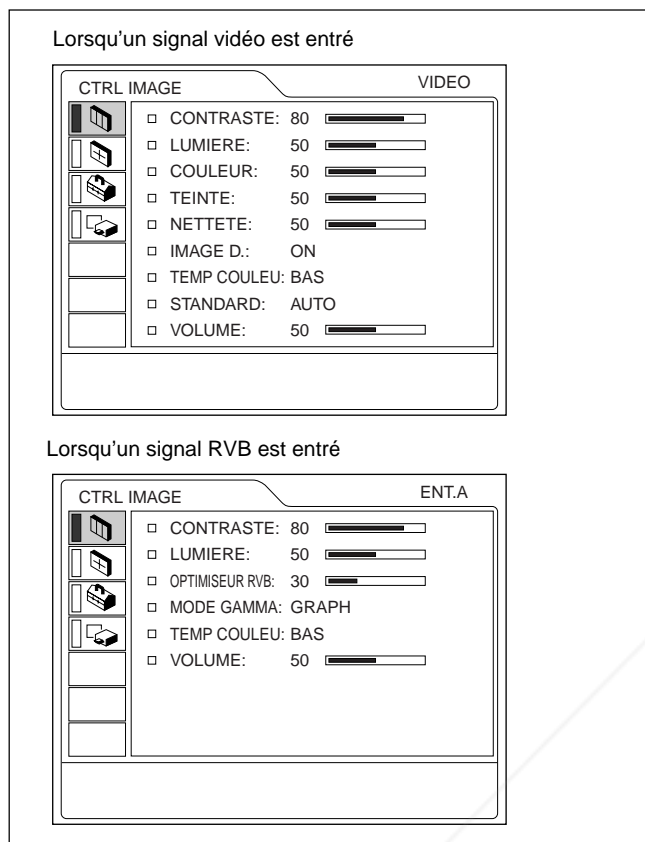 Lorsqu'un signal vidéo est entré
CTRL IMAGE VIDEO
CONTRASTE: 80
LUMIERE: 50
COULEUR: 50
TEINTE: 50
NETTETE: 50
IMAGE D.: ON
TEMP COULEU: BAS
STANDARD: AUTO
VOLUME: 50
Lorsqu'un signal RVB est entré
CTRL IMAGE ENT.A
CONTRASTE: 80
LUMIERE: 50
OPTIMISEUR RVB: 30
MODE GAMMA: GRAPH
TEMP COULEU: BAS
VOLUME: 50